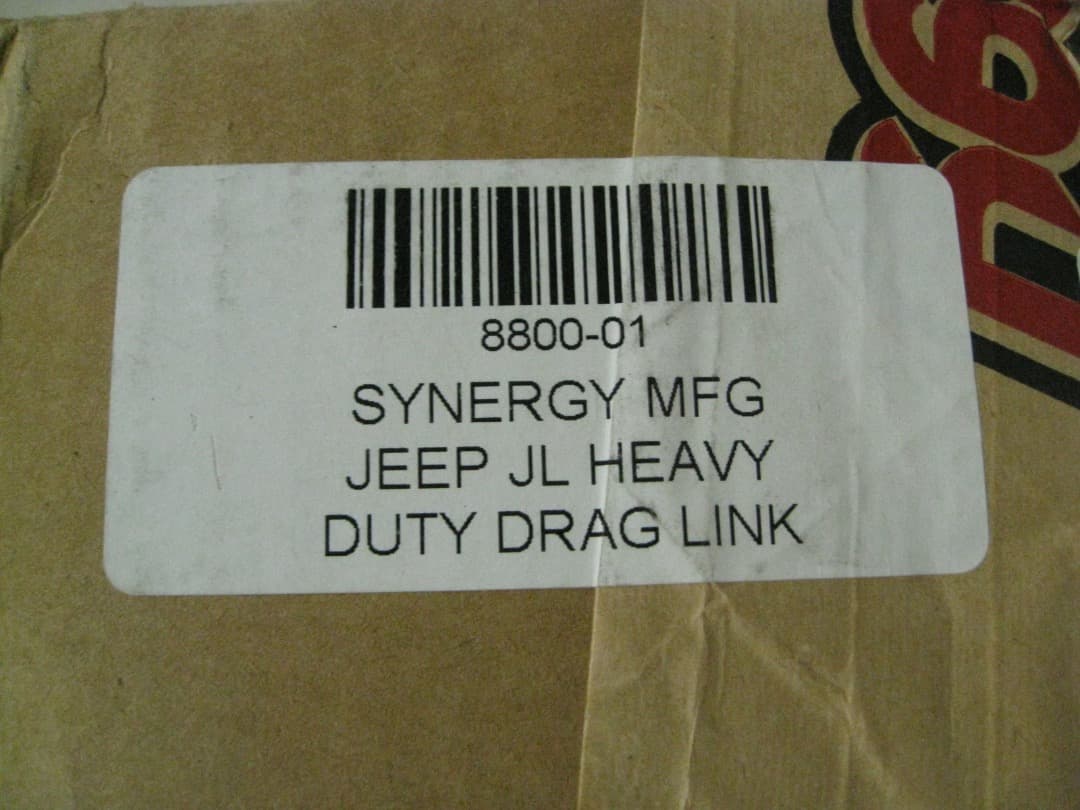 8800-01
SYNERGY MFG
JEEP JL HEAVY
DUTY DRAG LINK